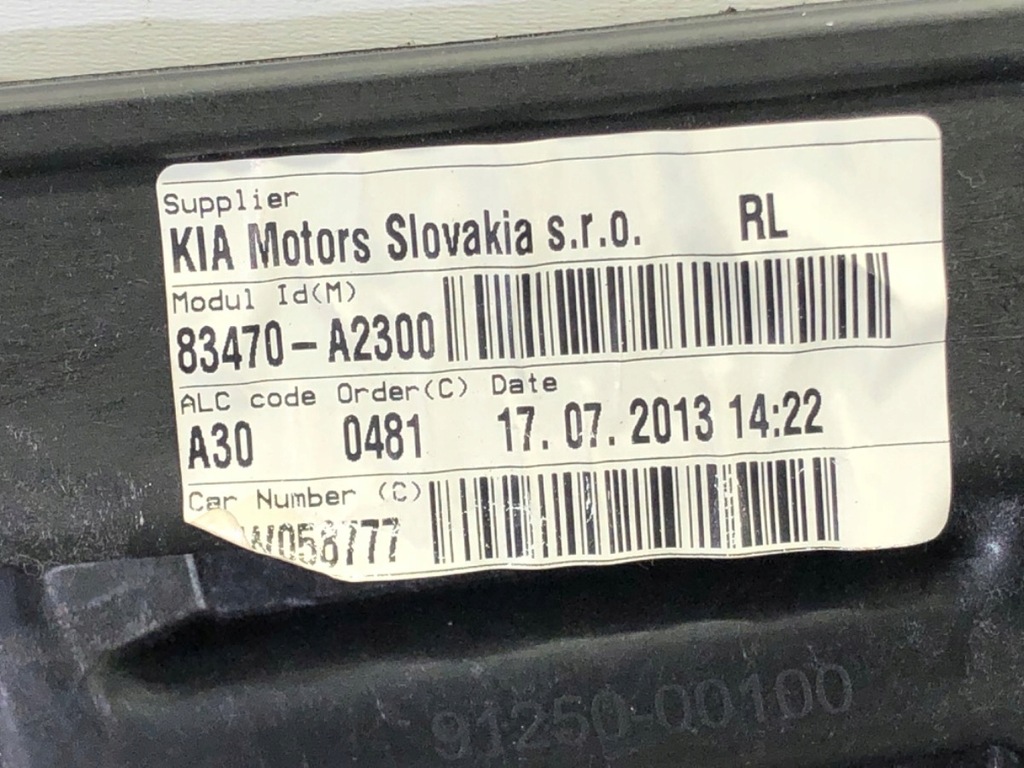 Supplier
KIA Motors Slovakia s.r.o. RL
Modul Id(M)
83470-A2300
ALC code Order(C) Date
A30 0481 17. 07. 2013 14:22
Car Number (C)
91250-00100